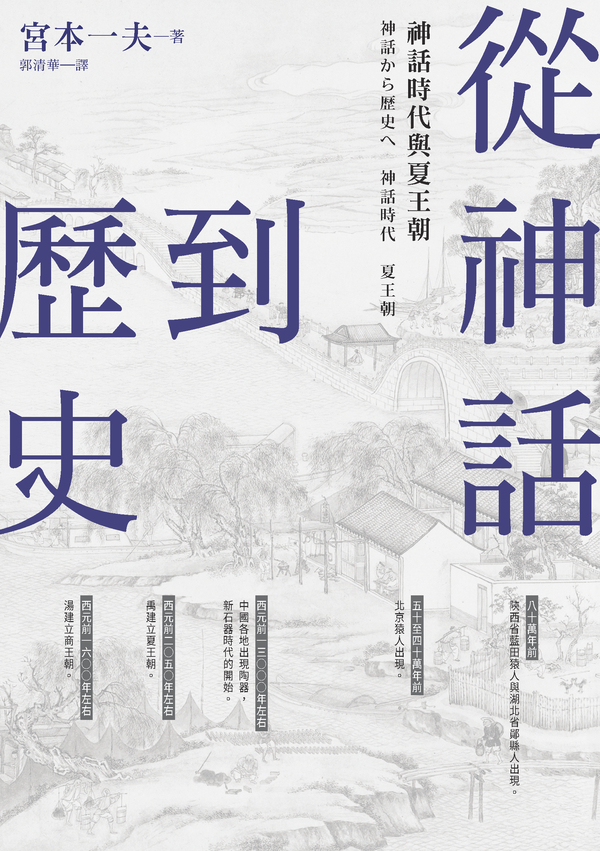 宮本一夫—著
郭清華—譯
從神話
到
歷史
神話時代與夏王朝
神話から歴史へ　神話時代　夏王朝
八十萬年前
陝西省藍田猿人與湖北省鄖縣人出現。
五十至四十萬年前
北京猿人出現。
西元前一三〇〇〇年左右
中國各地出現陶器，
新石器時代的開始。
西元前二〇五〇年左右
禹建立夏王朝。
西元前一六〇〇年左右
湯建立商王朝。